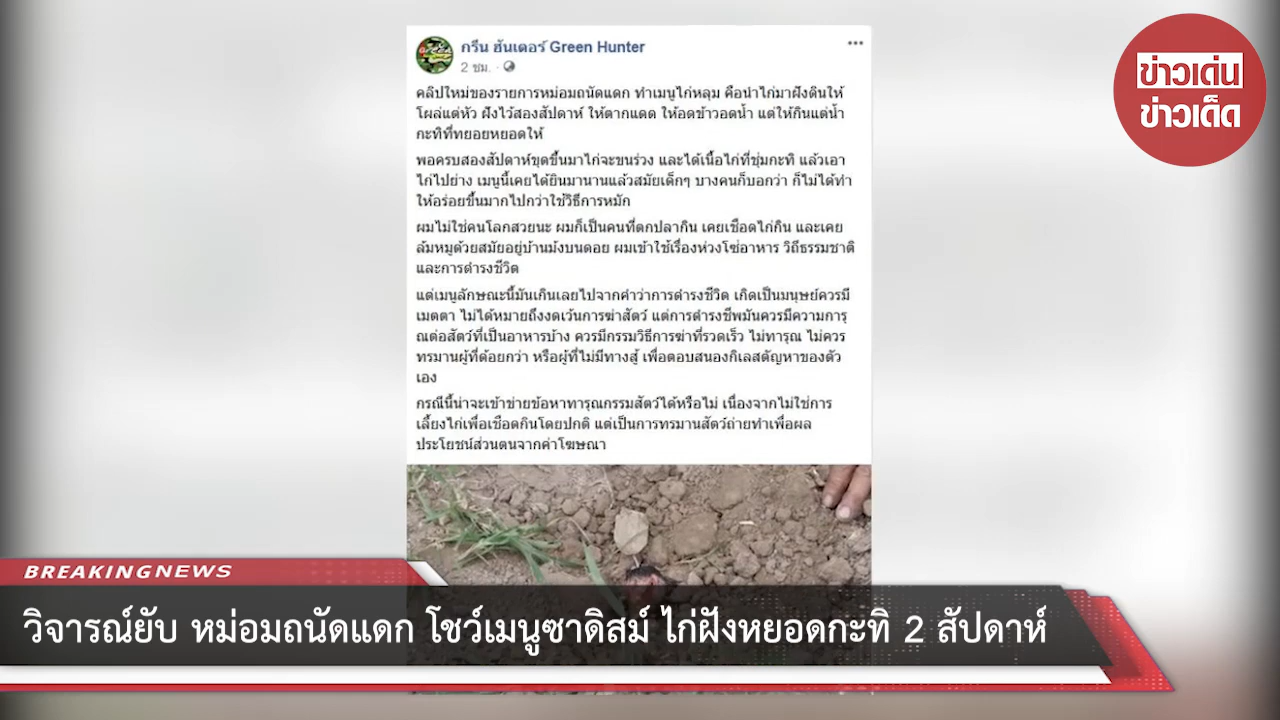 กรีน ฮันเตอร์ Green Hunter
2 ชม.
คลิปใหม่ของรายการหม่อมถนัดแดก ทำเมนูไก่หลุม คือนำไก่มาฝังดินให้
โผล่แต่หัว ฝังไว้สองสัปดาห์ ให้ตากแดด ให้อดข้าวอดน้ำ แต่ให้กินแต่น้ำ
กะทิที่ทยอยหยอดให้
พอครบสองสัปดาห์ขุดขึ้นมาไก่จะขนร่วง และได้เนื้อไก่ที่ชุ่มกะทิ แล้วเอา
ไก่ไปย่าง เมนูนี้เคยได้ยินมานานแล้วสมัยเด็กๆ บางคนก็บอกว่า ก็ไม่ได้ทำ
ให้อร่อยขึ้นมากไปกว่าใช้วิธีการหมัก
ผมไม่ใช่คนโลกสวยนะ ผมก็เป็นคนที่ตกปลากิน เคยเชือดไก่กิน และเคย
ล้มหมูด้วยสมัยอยู่บ้านม้งบนดอย ผมเข้าใช้เรื่องห่วงโซ่อาหาร วิถีธรรมชาติ
และการดำรงชีวิต
แต่เมนูลักษณะนี้มันเกินเลยไปจากคำว่าการดำรงชีวิต เกิดเป็นมนุษย์ควรมี
เมตตา ไม่ได้หมายถึงงดเว้นการฆ่าสัตว์ แต่การดำรงชีพมันควรมีความการุ
ณต่อสัตว์ที่เป็นอาหารบ้าง ควรมีกรรมวิธีการฆ่าที่รวดเร็ว ไม่ทารุณ ไม่ควร
ทรมานผู้ที่ด้อยกว่า หรือผู้ที่ไม่มีทางสู้ เพื่อตอบสนองกิเลสตัญหาของตัว
เอง
กรณีนี้น่าจะเข้าข่ายข้อหาทารุณกรรมสัตว์ได้หรือไม่ เนื่องจากไม่ใช่การ
เลี้ยงไก่เพื่อเชือดกินโดยปกติ แต่เป็นการทรมานสัตว์ถ่ายทำเพื่อผล
ประโยชน์ส่วนตนจากค่าโฆษณา
ข่าวเด่น
ข่าวเด็ด
BREAKINGNEWS
วิจารณ์ยับ หม่อมถนัดแดก โชว์เมนูซาดิสม์ ไก่ฝังหยอดกะทิ 2 สัปดาห์